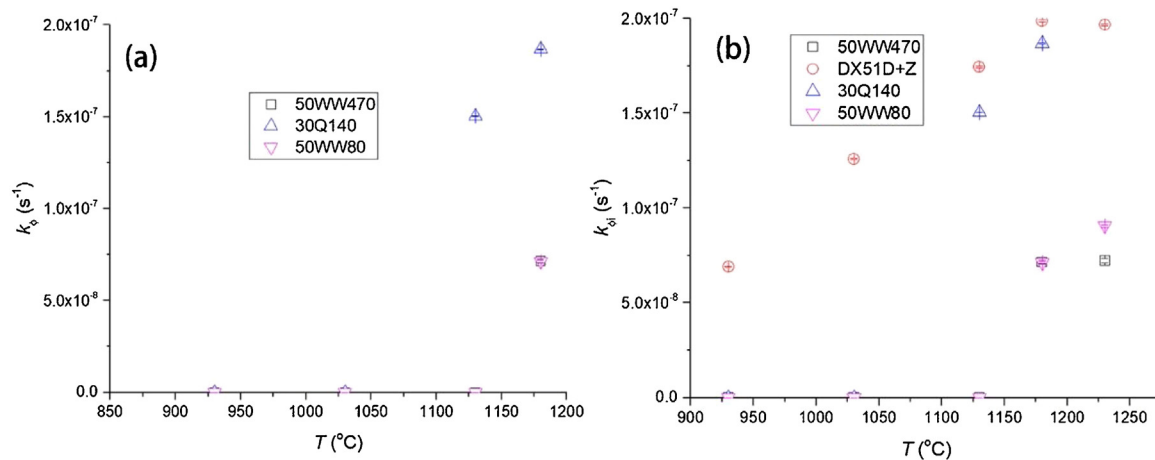 (a)
50WW470
30Q140
50WW80
2.0x10⁻⁷
1.5x10⁻⁷
1.0x10⁻⁷
5.0x10⁻⁸
0.0
k_ϕ (s⁻¹)
850 900 950 1000 1050 1100 1150 1200
T (°C)
(b)
50WW470
DX51D+Z
30Q140
50WW80
2.0x10⁻⁷
1.5x10⁻⁷
1.0x10⁻⁷
5.0x10⁻⁸
0.0
k_ϕi (s⁻¹)
900 950 1000 1050 1100 1150 1200 1250
T (°C)